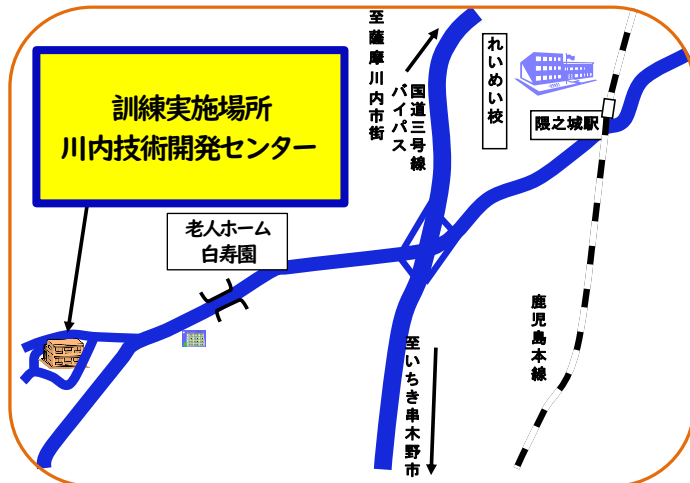 訓練実施場所
川内技術開発センター
老人ホーム
白寿園
至薩摩川内市街
国道三号線
バイパス
れいめい校
隈之城駅
鹿児島本線
至いちき串木野市